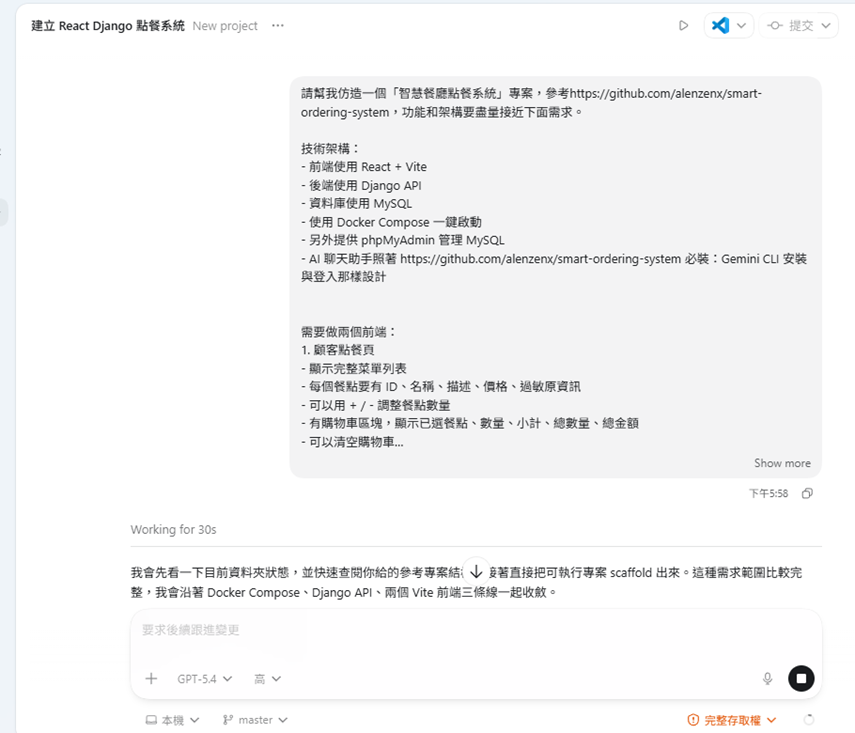 建立 React Django 點餐系統 New project ...
提交
請幫我仿造一個「智慧餐廳點餐系統」專案，參考https://github.com/alenzenx/smart-
ordering-system，功能和架構要盡量接近下面需求。
技術架構：
- 前端使用 React + Vite
- 後端使用 Django API
- 資料庫使用 MySQL
- 使用 Docker Compose 一鍵啟動
- 另外提供 phpMyAdmin 管理 MySQL
- AI 聊天助手照著 https://github.com/alenzenx/smart-ordering-system 必裝：Gemini CLI 安裝
與登入那樣設計
需要做兩個前端：
1. 顧客點餐頁
- 顯示完整菜單列表
- 每個餐點要有 ID、名稱、描述、價格、過敏原資訊
- 可以用 + / - 調整餐點數量
- 有購物車區塊，顯示已選餐點、數量、小計、總數量、總金額
- 可以清空購物車...
Show more
下午5:58
Working for 30s
我會先看一下目前資料夾狀態，並快速查閱你給的參考專案結 接著直接把可執行專案 scaffold 出來。這種需求範圍比較完
整，我會沿著 Docker Compose、Django API、兩個 Vite 前端三條線一起收斂。
要求後續跟進變更
GPT-5.4 高
本機 master 完整存取權